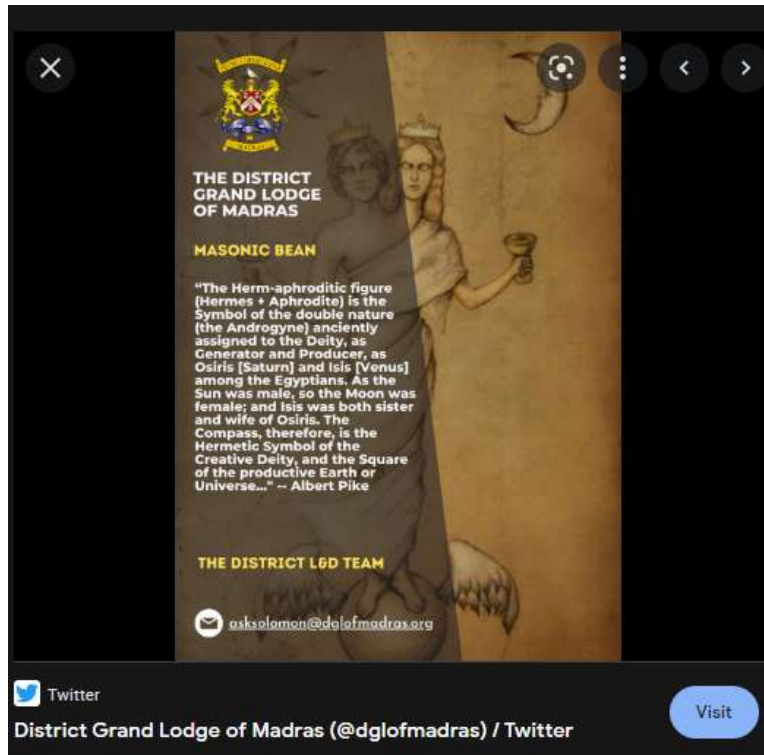 MADRAS
THE DISTRICT
GRAND LODGE
OF MADRAS
MASONIC BEAN
“The Herm-aphroditic figure
(Hermes + Aphrodite) is the
Symbol of the double nature
(the Androgyne) anciently
assigned to the Deity, as
Generator and Producer, as
Osiris [Saturn] and Isis [Venus]
among the Egyptians. As the
Sun was male, so the Moon was
female; and Isis was both sister
and wife of Osiris. The
Compass, therefore, is the
Hermetic Symbol of the
Creative Deity, and the Square
of the productive Earth or
Universe..." -- Albert Pike
THE DISTRICT L&D TEAM
asksolomon@dglofmadras.org
Twitter
District Grand Lodge of Madras (@dglofmadras) / Twitter
Visit